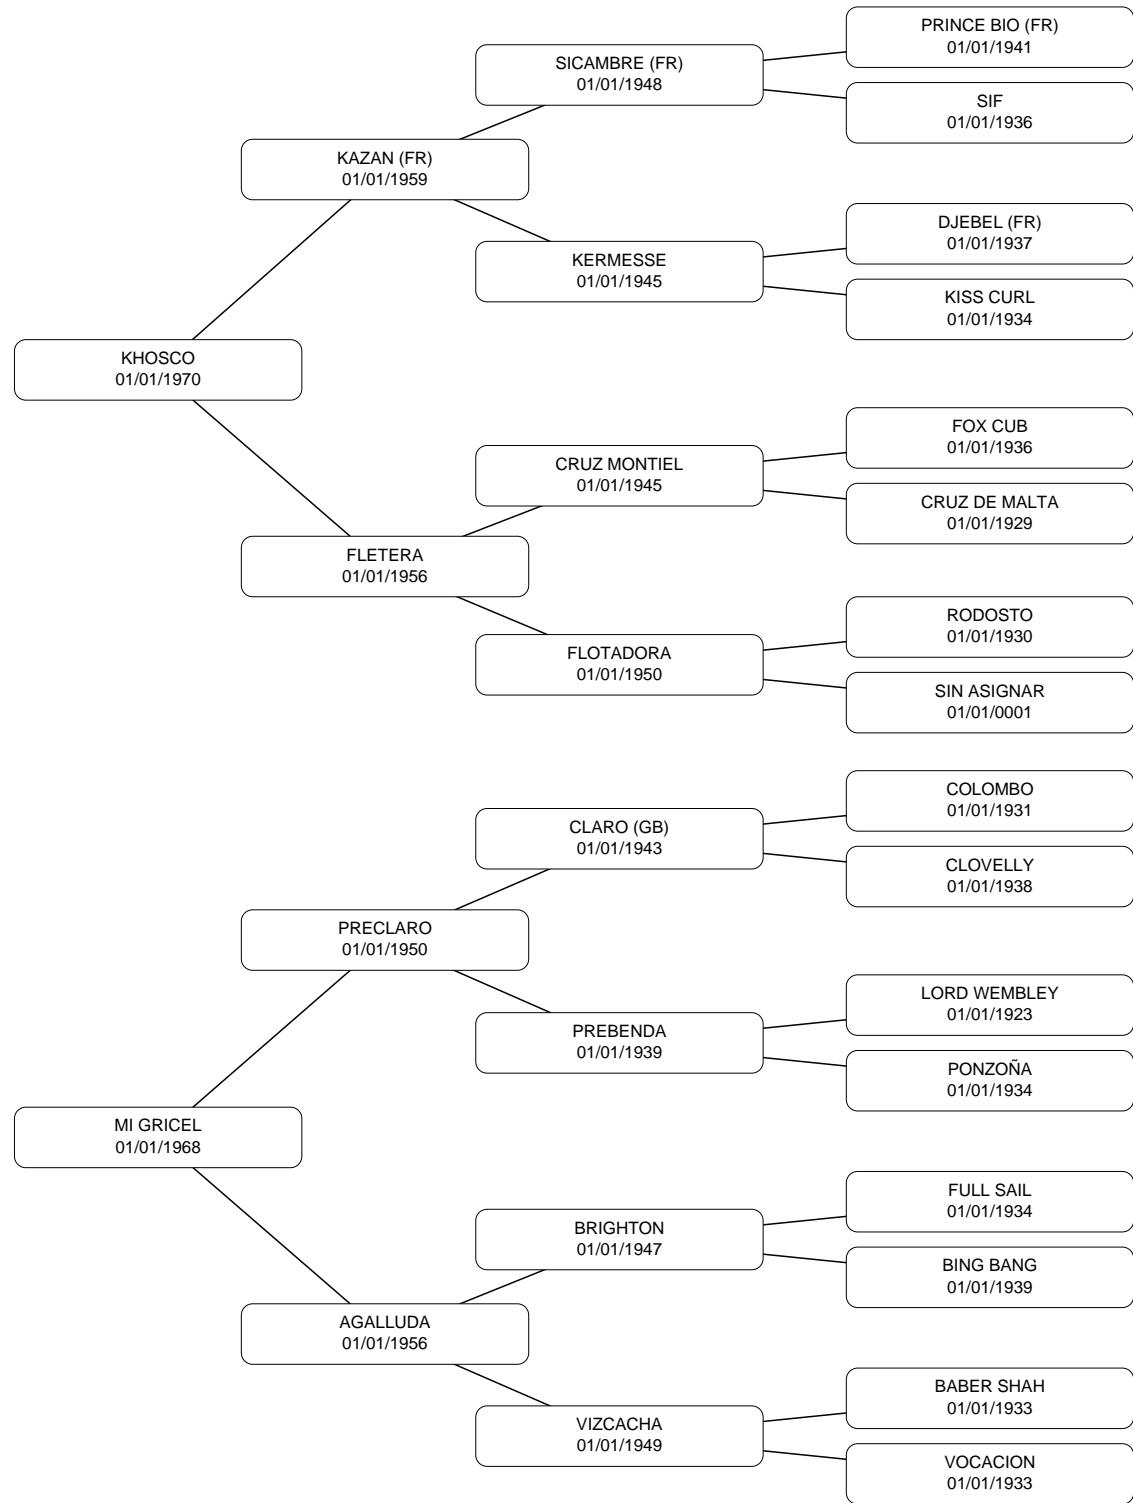 PRINCE BIO (FR)
01/01/1941
SICAMBRE (FR)
01/01/1948
SIF
01/01/1936
KAZAN (FR)
01/01/1959
DJEBEL (FR)
01/01/1937
KERMESSE
01/01/1945
KISS CURL
01/01/1934
KHOSCO
01/01/1970
FOX CUB
01/01/1936
CRUZ MONTIEL
01/01/1945
CRUZ DE MALTA
01/01/1929
FLETERA
01/01/1956
RODOSTO
01/01/1930
FLOTADORA
01/01/1950
SIN ASIGNAR
01/01/0001
COLOMBO
01/01/1931
CLARO (GB)
01/01/1943
CLOVELLY
01/01/1938
PRECLARO
01/01/1950
LORD WEMBLEY
01/01/1923
PREBENDA
01/01/1939
PONZOÑA
01/01/1934
MI GRICEL
01/01/1968
FULL SAIL
01/01/1934
BRIGHTON
01/01/1947
BING BANG
01/01/1939
AGALLUDA
01/01/1956
BABER SHAH
01/01/1933
VIZCACHA
01/01/1949
VOCACION
01/01/1933